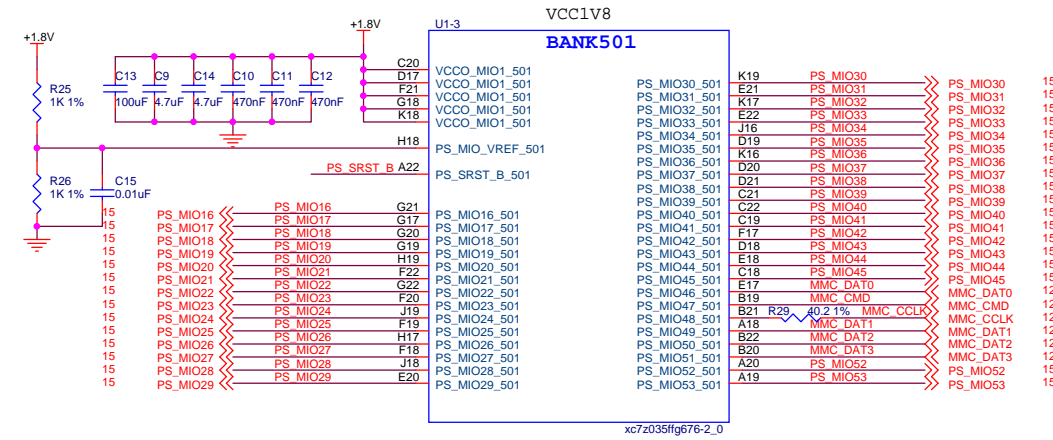 VCC1V8
+1.8V
+1.8V
U1-3
BANK501
R25
1K 1%
C13
100uF
C9
4.7uF
C14
4.7uF
C10
470nF
C11
470nF
C12
470nF
R26
1K 1%
C15
0.01uF
C20 VCCO_MIO1_501
D17 VCCO_MIO1_501
F21 VCCO_MIO1_501
G18 VCCO_MIO1_501
K18 VCCO_MIO1_501
H18 PS_MIO_VREF_501
PS_SRST_B A22 PS_SRST_B_501
15 PS_MIO16 PS_MIO16 G21 PS_MIO16_501
15 PS_MIO17 PS_MIO17 G17 PS_MIO17_501
15 PS_MIO18 PS_MIO18 G20 PS_MIO18_501
15 PS_MIO19 PS_MIO19 G19 PS_MIO19_501
15 PS_MIO20 PS_MIO20 H19 PS_MIO20_501
15 PS_MIO21 PS_MIO21 F22 PS_MIO21_501
15 PS_MIO22 PS_MIO22 G22 PS_MIO22_501
15 PS_MIO23 PS_MIO23 F20 PS_MIO23_501
15 PS_MIO24 PS_MIO24 J19 PS_MIO24_501
15 PS_MIO25 PS_MIO25 F19 PS_MIO25_501
15 PS_MIO26 PS_MIO26 H17 PS_MIO26_501
15 PS_MIO27 PS_MIO27 F18 PS_MIO27_501
15 PS_MIO28 PS_MIO28 J18 PS_MIO28_501
15 PS_MIO29 PS_MIO29 E20 PS_MIO29_501
PS_MIO30_501 K19 PS_MIO30 PS_MIO30
PS_MIO31_501 E21 PS_MIO31 PS_MIO31
PS_MIO32_501 K17 PS_MIO32 PS_MIO32
PS_MIO33_501 E22 PS_MIO33 PS_MIO33
PS_MIO34_501 J16 PS_MIO34 PS_MIO34
PS_MIO35_501 D19 PS_MIO35 PS_MIO35
PS_MIO36_501 K16 PS_MIO36 PS_MIO36
PS_MIO37_501 D20 PS_MIO37 PS_MIO37
PS_MIO38_501 D21 PS_MIO38 PS_MIO38
PS_MIO39_501 C21 PS_MIO39 PS_MIO39
PS_MIO40_501 C22 PS_MIO40 PS_MIO40
PS_MIO41_501 C19 PS_MIO41 PS_MIO41
PS_MIO42_501 F17 PS_MIO42 PS_MIO42
PS_MIO43_501 D18 PS_MIO43 PS_MIO43
PS_MIO44_501 E18 PS_MIO44 PS_MIO44
PS_MIO45_501 C18 PS_MIO45 PS_MIO45
PS_MIO46_501 E17 MMC_DAT0 MMC_DAT0
PS_MIO47_501 B19 MMC_CMD MMC_CMD
PS_MIO48_501 B21 R29 40.2 1% MMC_CCLK MMC_CCLK
PS_MIO49_501 A18 MMC_DAT1 MMC_DAT1
PS_MIO50_501 B22 MMC_DAT2 MMC_DAT2
PS_MIO51_501 B20 MMC_DAT3 MMC_DAT3
PS_MIO52_501 A20 PS_MIO52 PS_MIO52
PS_MIO53_501 A19 PS_MIO53 PS_MIO53
xc7z035ffg676-2_0